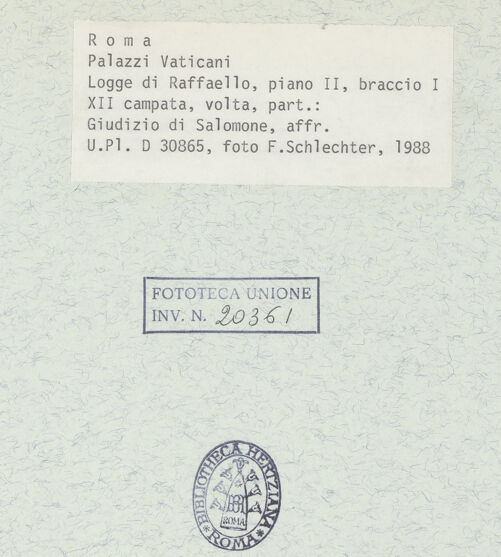 R o m a
Palazzi Vaticani
Logge di Raffaello, piano II, braccio I
XII campata, volta, part.:
Giudizio di Salomone, affr.
U.Pl. D 30865, foto F.Schlechter, 1988
FOTOTECA UNIONE
INV. N. 20361
BIBLIOTHECA HERTZIANA
ROMA
* ROMA *